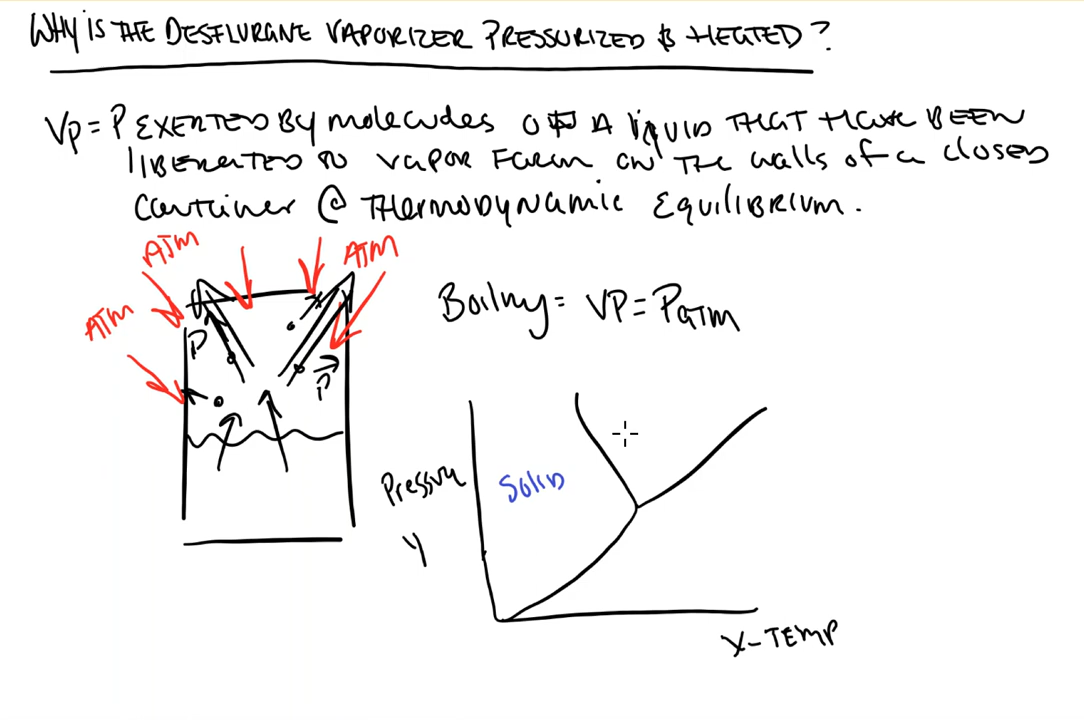 WHY IS THE DESFLURANE VAPORIZER PRESSURIZED & HEATED?
VP = P EXERTED By molecules OF A liquid THAT HAVE BEEN
LIBERATED TO VAPOR FORM ON THE walls of a closed
Container @ THERMODYNAMIC EQUILIBRIUM.
ATM
ATM
ATM
P
P
Boiling = VP = Patm
Pressure
Y
Solid
X-TEMP